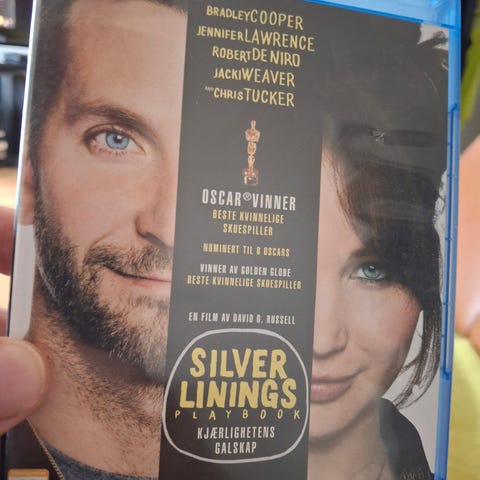 BRADLEYCOOPER
JENNIFERLAWRENCE
ROBERTDENIRO
JACKIWEAVER
AND CHRISTUCKER
OSCAR®VINNER
BESTE KVINNELIGE
SKUESPILLER
NOMINERT TIL 8 OSCARS
VINNER AV GOLDEN GLOBE
BESTE KVINNELIGE SKUESPILLER
EN FILM AV DAVID O. RUSSELL
SILVER
LININGS
PLAYBOOK
KJÆRLIGHETENS
GALSKAP